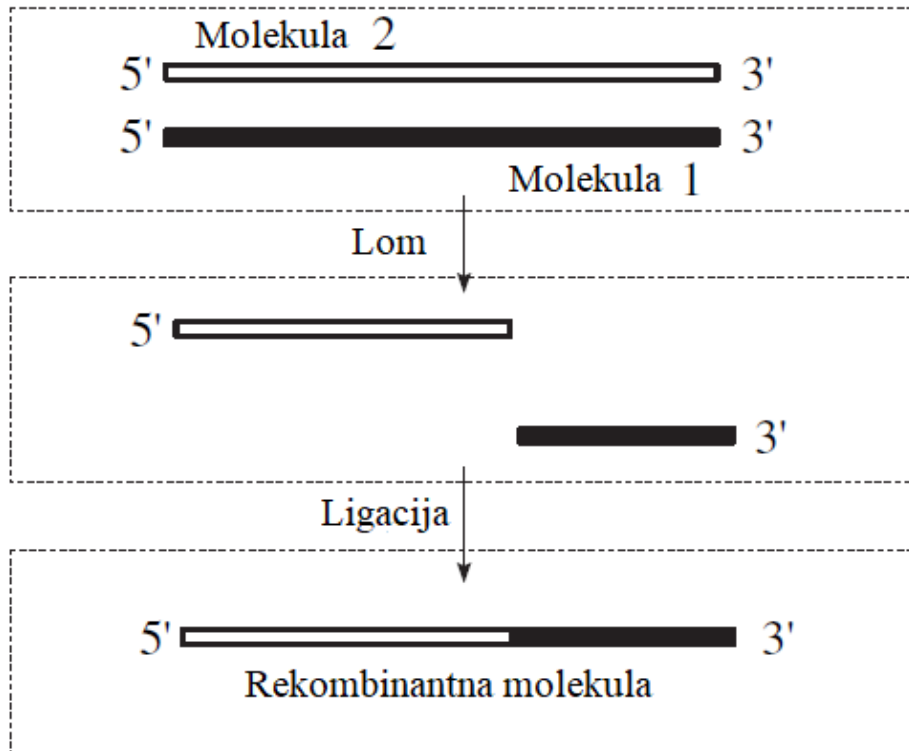 Molekula 2
5' 3'
5' 3'
Molekula 1
Lom
5'
3'
Ligacija
5' 3'
Rekombinantna molekula